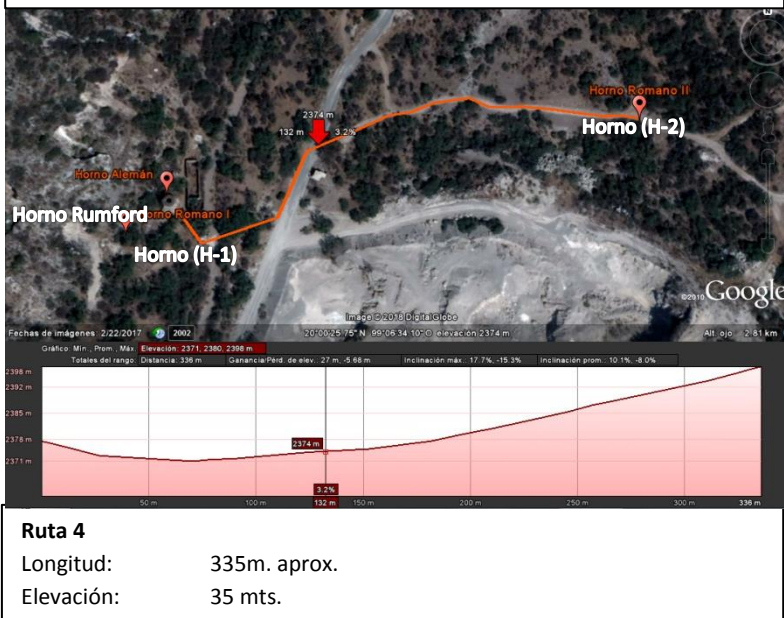 Horno Romano II
Horno (H-2)
2374 m
132 m 3.2%
Horno Alemán
Horno Rumford
orno Romano I
Horno (H-1)
Google
©2010
Image © 2018 DigitalGlobe
Fechas de imágenes: 2/22/2017 2002 20°00'25.75" N 99°06'34.10" O elevación 2374 m Alt. ojo 2.81 km
Gráfico: Mín., Prom., Máx. Elevación: 2371, 2380, 2398 m
Totales del rango: Distancia: 336 m Ganancia/Pérd. de elev.: 27 m, -5.68 m Inclinación máx.: 17.7%, -15.3% Inclinación prom.: 10.1%, -8.0%
2398 m
2392 m
2385 m
2378 m
2371 m
2374 m
3.2%
50 m 100 m 132 m 150 m 200 m 250 m 300 m 336 m
Ruta 4
Longitud: 335m. aprox.
Elevación: 35 mts.